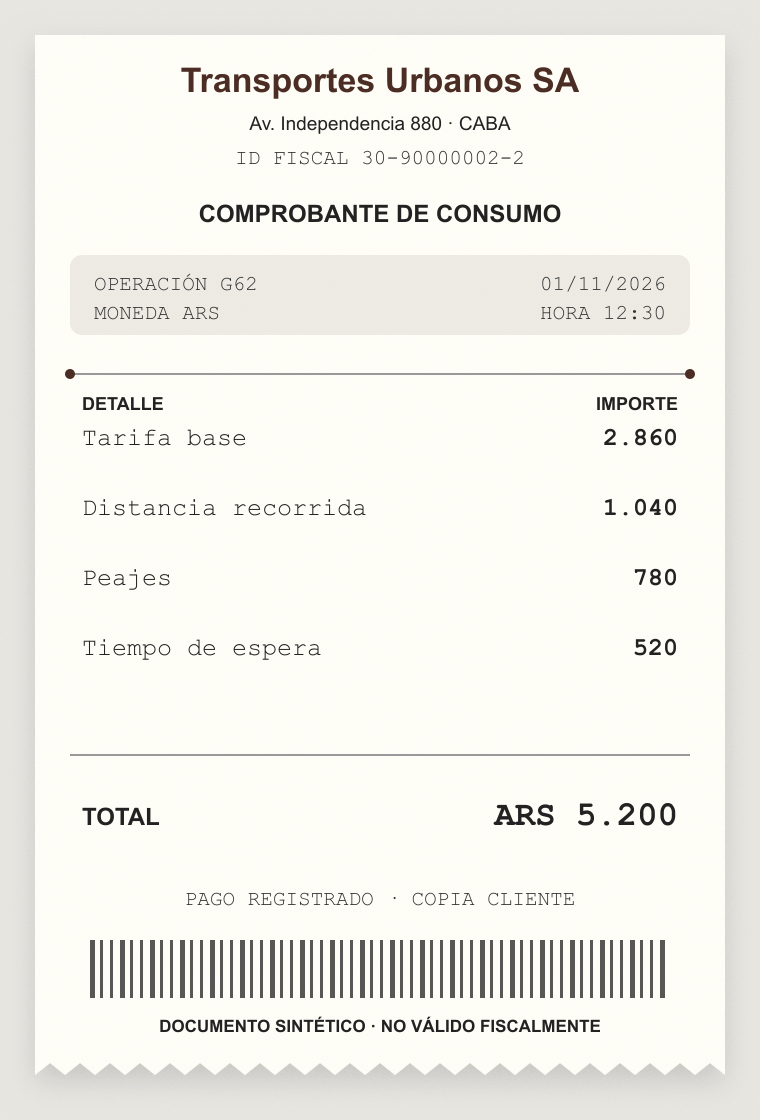 Transportes Urbanos SA
Av. Independencia 880 · CABA
ID FISCAL 30-90000002-2
COMPROBANTE DE CONSUMO
OPERACIÓN G62 01/11/2026
MONEDA ARS HORA 12:30
DETALLE IMPORTE
Tarifa base 2.860
Distancia recorrida 1.040
Peajes 780
Tiempo de espera 520
TOTAL ARS 5.200
PAGO REGISTRADO · COPIA CLIENTE
DOCUMENTO SINTÉTICO · NO VÁLIDO FISCALMENTE